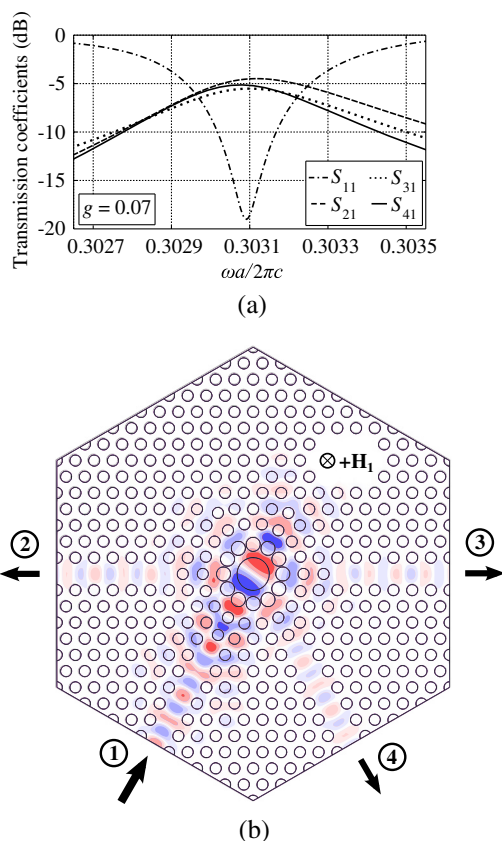 Transmission coefficients (dB)
0
-5
-10
-15
-20
g = 0.07
S11 S31
S21 S41
0.3027 0.3029 0.3031 0.3033 0.3035
ωa/2πc
(a)
⊗ +H1
2 3
1 4
(b)